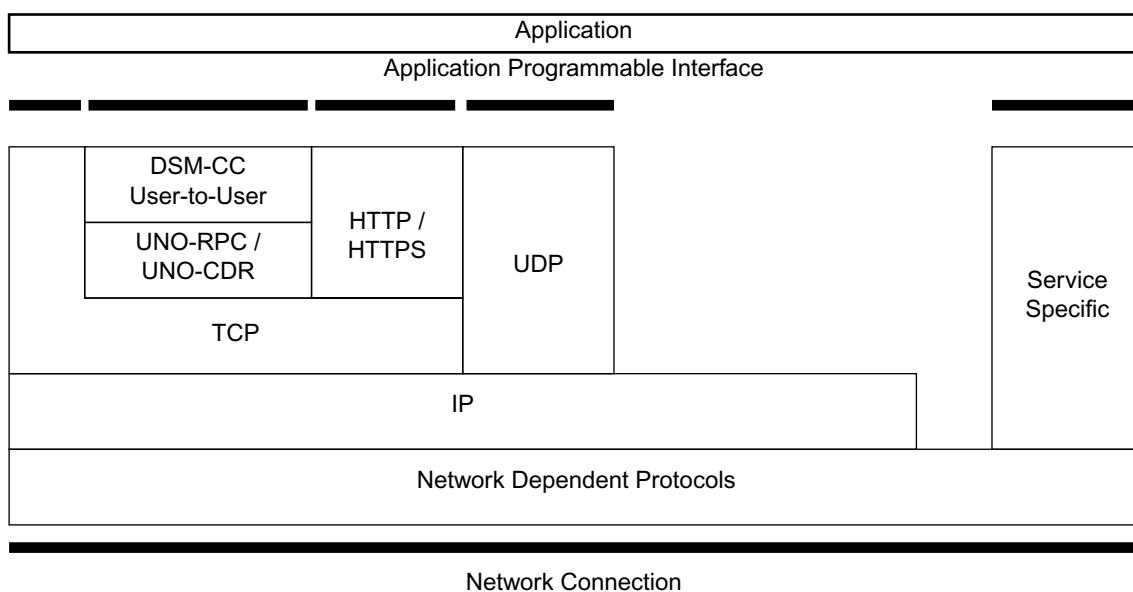 Application
Application Programmable Interface
DSM-CC
User-to-User
UNO-RPC /
UNO-CDR
HTTP /
HTTPS
UDP
Service
Specific
TCP
IP
Network Dependent Protocols
Network Connection